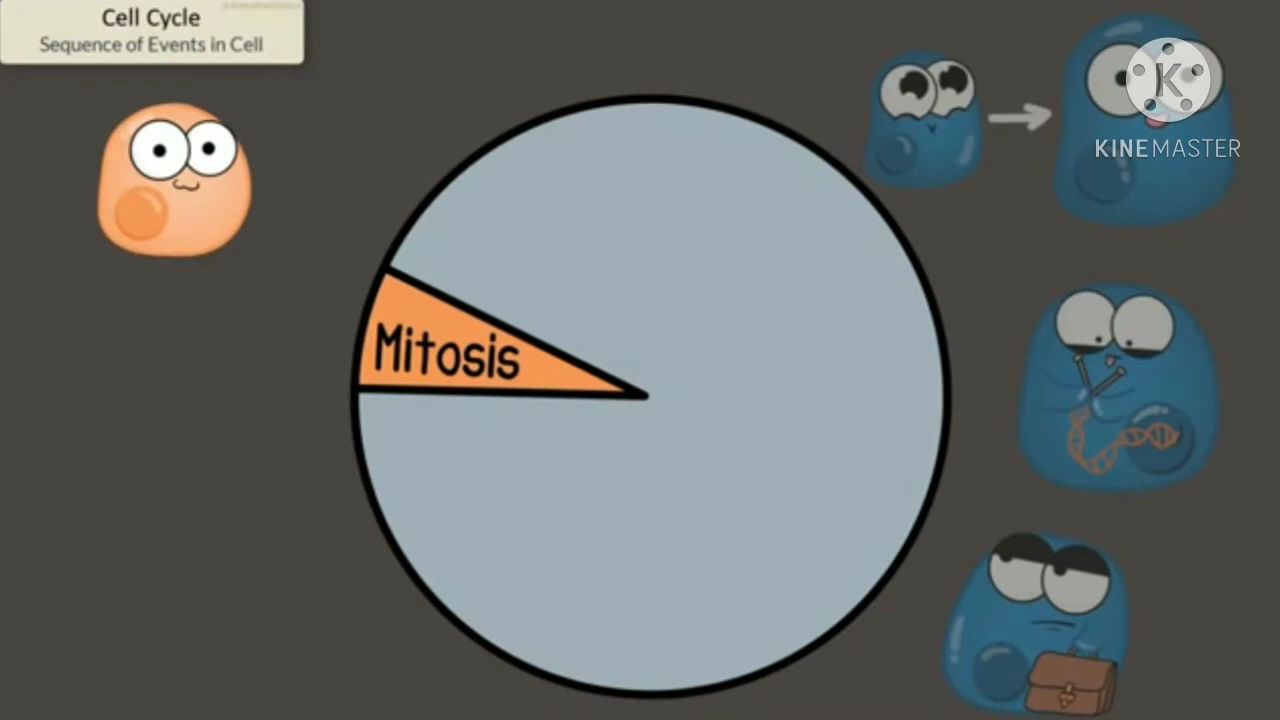 Cell Cycle
Sequence of Events in Cell
K
KINEMASTER
Mitosis